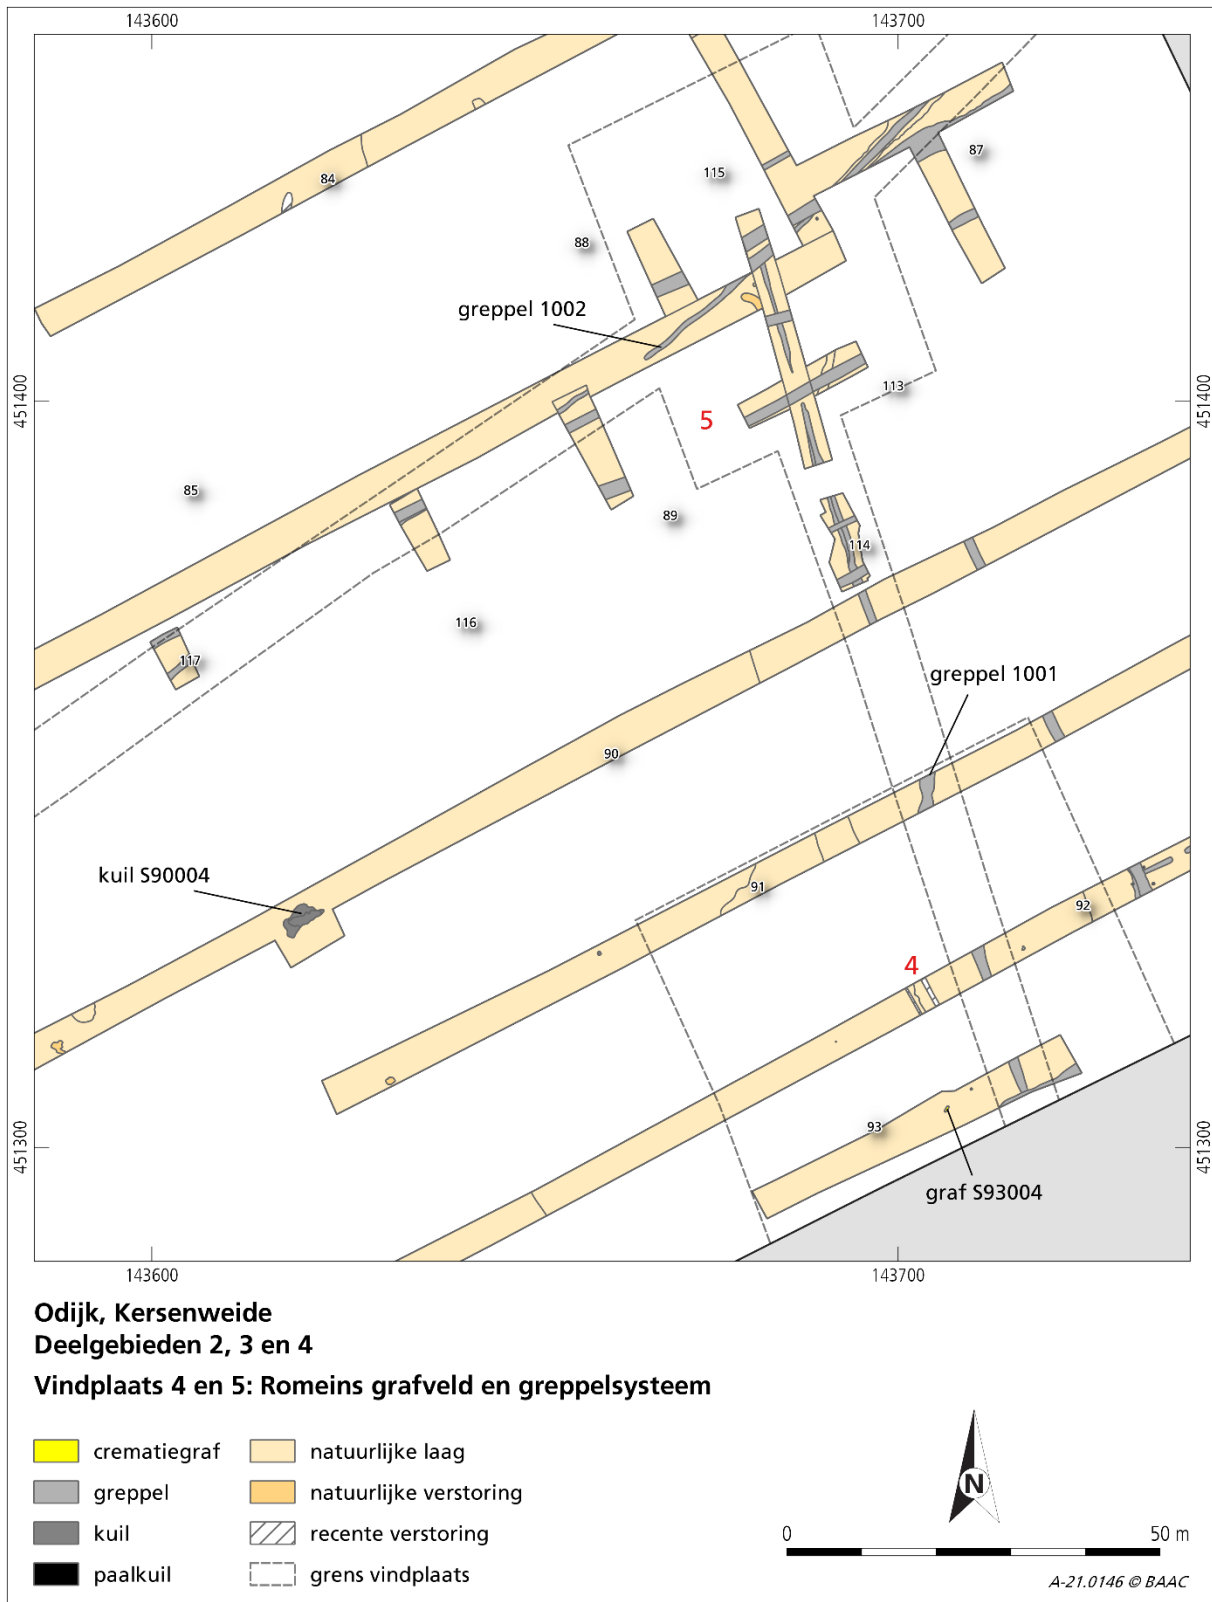 143600 143700
84
87
115
88
greppel 1002
451400 113 451400
5
85
89
114
116
117
greppel 1001
90
kuil S90004
91
92
4
451300 93 451300
graf S93004
143600 143700
Odijk, Kersenweide
Deelgebieden 2, 3 en 4
Vindplaats 4 en 5: Romeins grafveld en greppelsysteem
crematiegraf natuurlijke laag
greppel natuurlijke verstoring
kuil recente verstoring
paalkuil grens vindplaats
N
0 50 m
A-21.0146 © BAAC